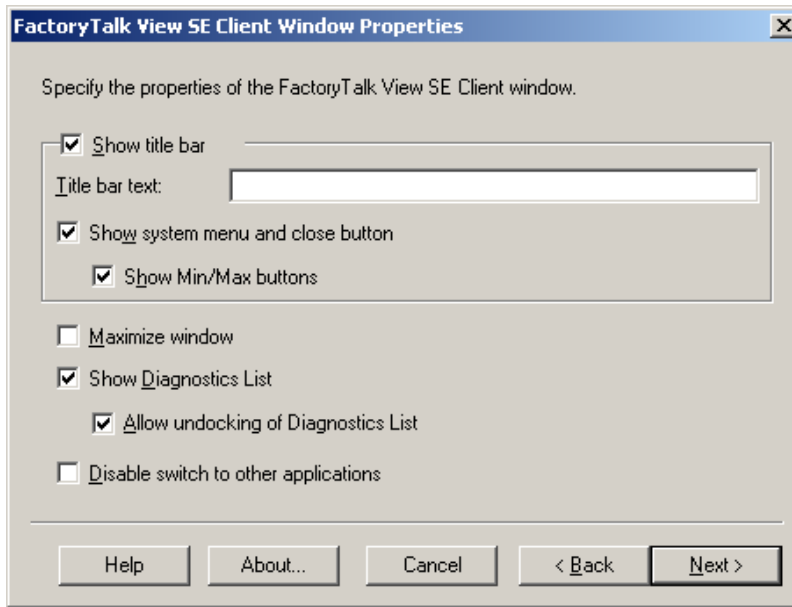 FactoryTalk View SE Client Window Properties
Specify the properties of the FactoryTalk View SE Client window.
Show title bar
Title bar text:
Show system menu and close button
Show Min/Max buttons
Maximize window
Show Diagnostics List
Allow undocking of Diagnostics List
Disable switch to other applications
Help About... Cancel < Back Next >